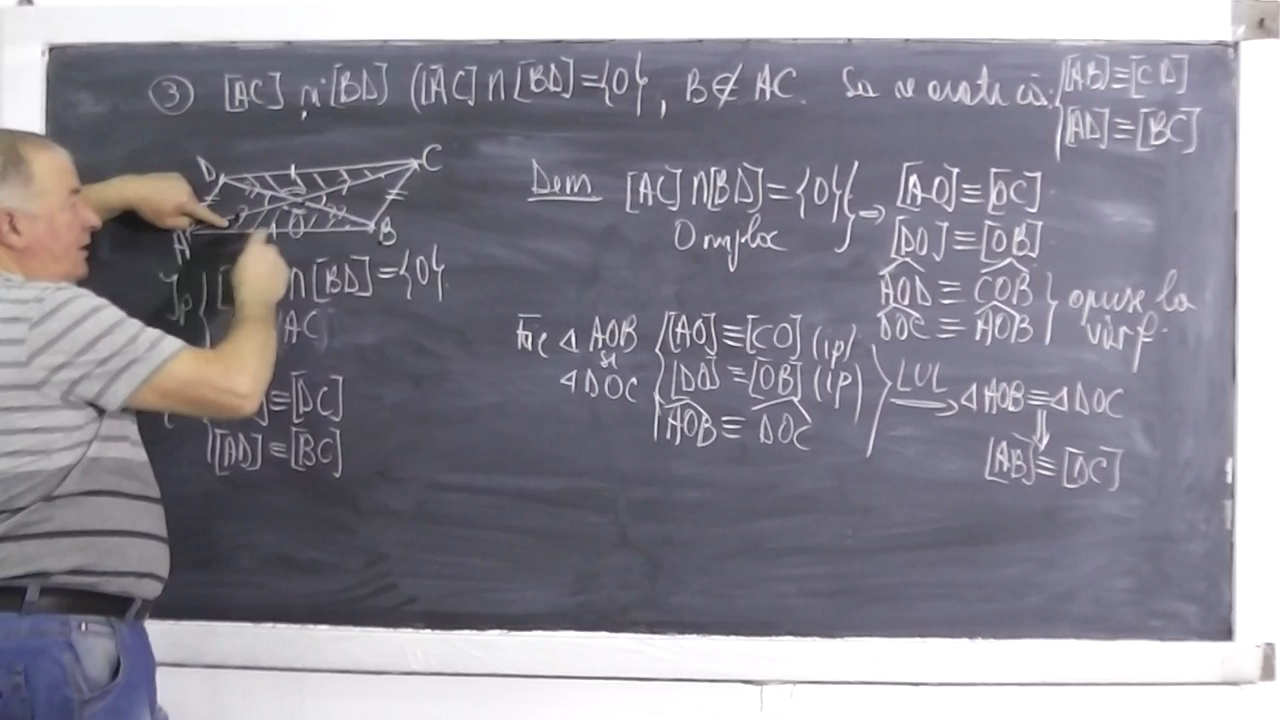 ③ [AC] și [BD] ([AC] ∩ [BD] = {O}, B ∉ AC. Să se arate că: { [AB] ≡ [CD]
[AD] ≡ [BC]
D C
A O B
Ip { [ ∩ [BD] = {O}
AC
≡ [DC]
[AD] ≡ [BC]
Dem [AC] ∩ [BD] = {O} } ⇒ [AO] ≡ [OC]
O mijloc [DO] ≡ [OB]
AOD ≡ COB } opuse la
DOC ≡ AOB vârf.
Fie △ AOB { [AO] ≡ [CO] (ip)
și
△ DOC [DO] ≡ [OB] (ip) } LUL → △ AOB ≡ △ DOC
AOB ≡ DOC ⇓
[AB] ≡ [DC]